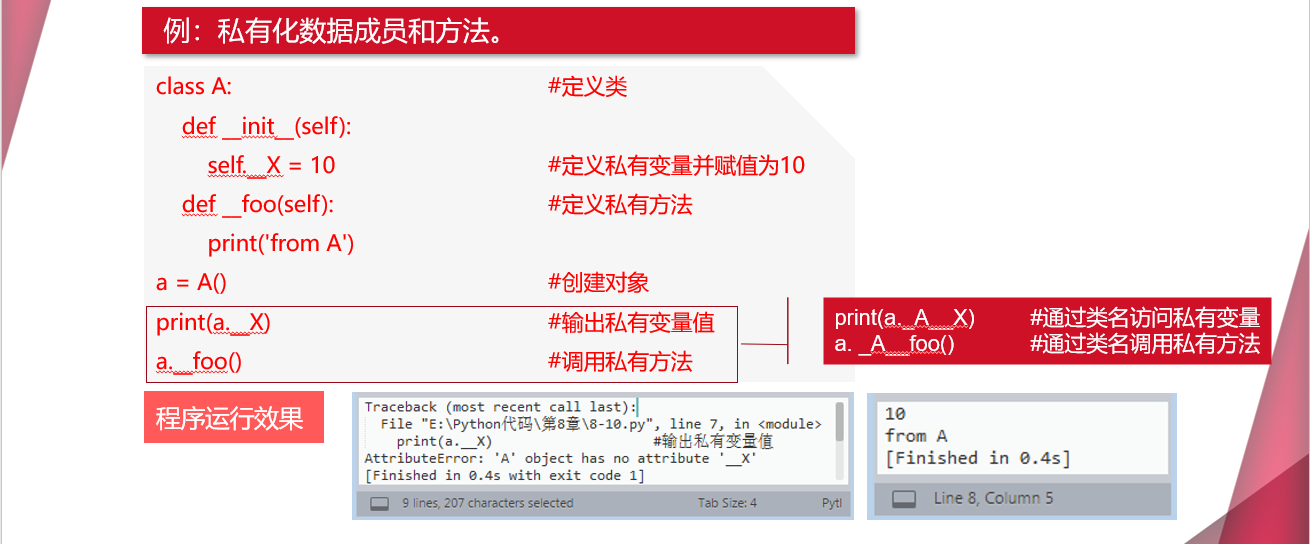 例：私有化数据成员和方法。
class A: #定义类
def __init__(self):
self.__X = 10 #定义私有变量并赋值为10
def __foo(self): #定义私有方法
print('from A')
a = A() #创建对象
print(a.__X) #输出私有变量值
a.__foo() #调用私有方法
print(a._A__X) #通过类名访问私有变量
a. _A__foo() #通过类名调用私有方法
程序运行效果
Traceback (most recent call last):
File "E:\Python代码\第8章\8-10.py", line 7, in <module>
print(a.__X) #输出私有变量值
AttributeError: 'A' object has no attribute '__X'
[Finished in 0.4s with exit code 1]
9 lines, 207 characters selected Tab Size: 4 Pytl
10
from A
[Finished in 0.4s]
Line 8, Column 5